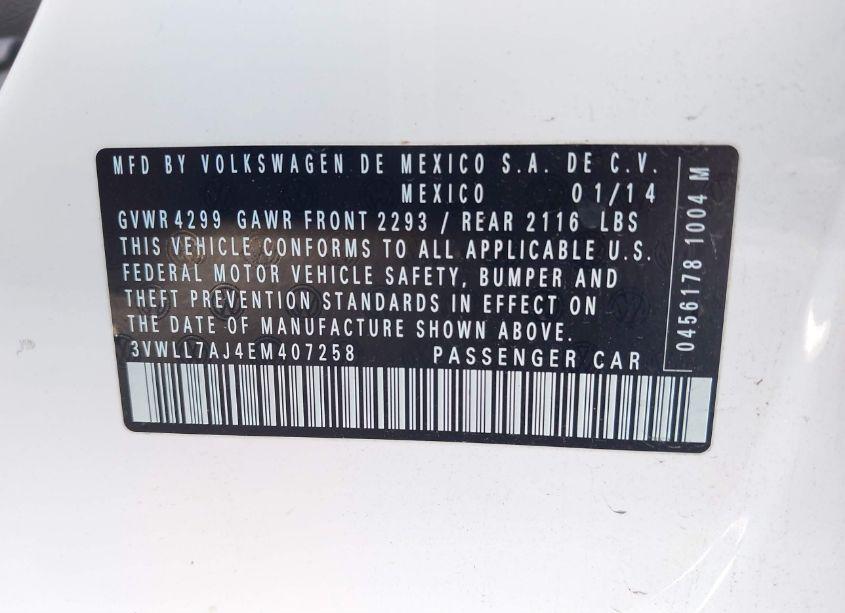 MFD BY VOLKSWAGEN DE MEXICO S.A. DE C.V.
MEXICO 01/14
GVWR 4299 GAWR FRONT 2293 / REAR 2116 LBS
THIS VEHICLE CONFORMS TO ALL APPLICABLE U.S.
FEDERAL MOTOR VEHICLE SAFETY, BUMPER AND
THEFT PREVENTION STANDARDS IN EFFECT ON
THE DATE OF MANUFACTURE SHOWN ABOVE.
3VWLL7AJ4EM407258 PASSENGER CAR
0456178 1004 M